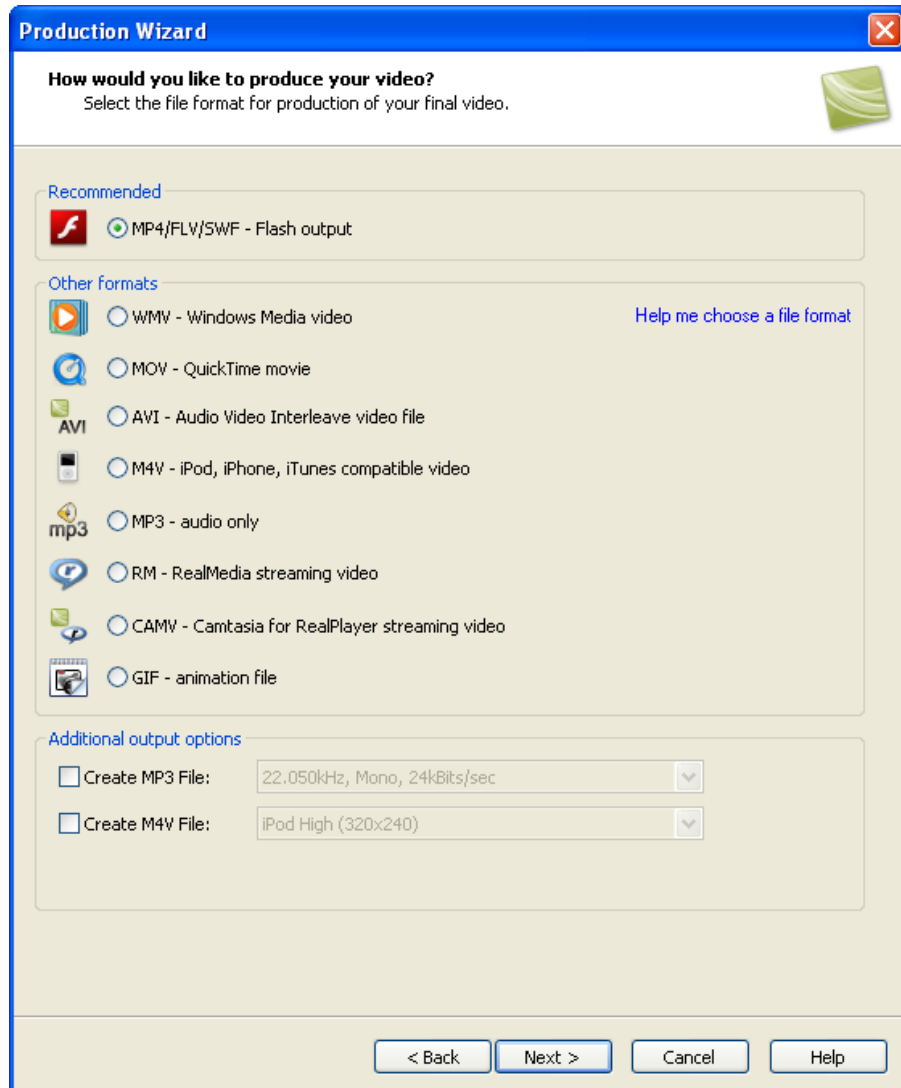 Production Wizard
How would you like to produce your video?
Select the file format for production of your final video.
Recommended
MP4/FLV/SWF - Flash output
Other formats
WMV - Windows Media video
Help me choose a file format
MOV - QuickTime movie
AVI
AVI - Audio Video Interleave video file
M4V - iPod, iPhone, iTunes compatible video
mp3
MP3 - audio only
RM - RealMedia streaming video
CAMV - Camtasia for RealPlayer streaming video
GIF - animation file
Additional output options
Create MP3 File: 22.050kHz, Mono, 24kBits/sec
Create M4V File: iPod High (320x240)
< Back Next > Cancel Help